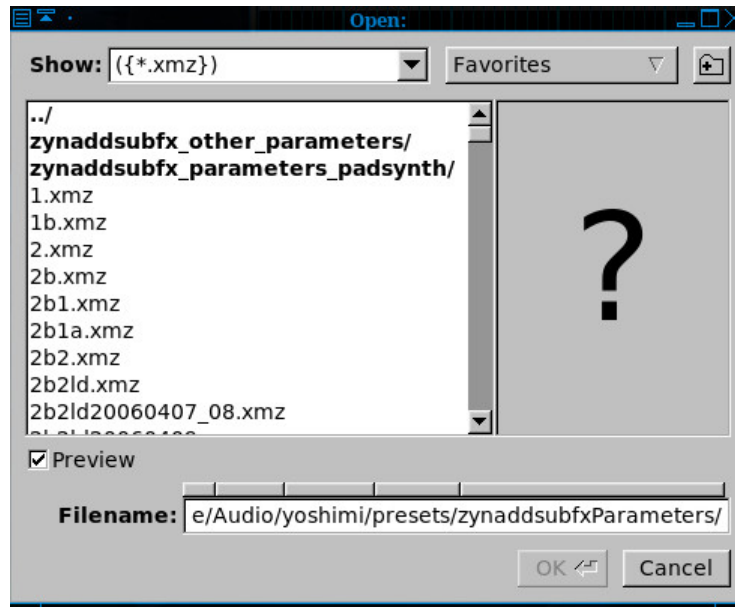 Open:
Show: ({*.xmz}) Favorites
../
zynaddsubfx_other_parameters/
zynaddsubfx_parameters_padsynth/
1.xmz
1b.xmz
2.xmz
2b.xmz
2b1.xmz
2b1a.xmz
2b2.xmz
2b2ld.xmz
2b2ld20060407_08.xmz
?
Preview
Filename: e/Audio/yoshimi/presets/zynaddsubfxParameters/
OK Cancel